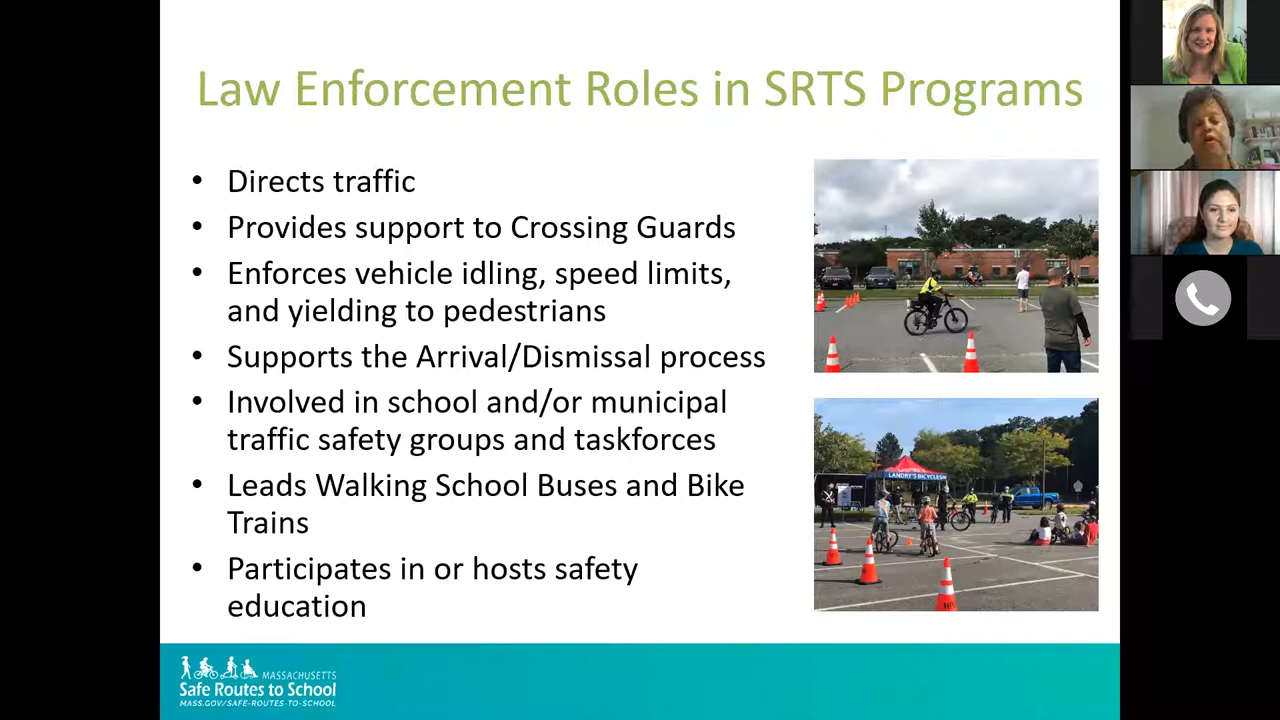 Law Enforcement Roles in SRTS Programs
• Directs traffic
• Provides support to Crossing Guards
• Enforces vehicle idling, speed limits,
and yielding to pedestrians
• Supports the Arrival/Dismissal process
• Involved in school and/or municipal
traffic safety groups and taskforces
• Leads Walking School Buses and Bike
Trains
• Participates in or hosts safety
education
LANDRY'S BICYCLES
MASSACHUSETTS
Safe Routes to School
MASS.GOV/SAFE-ROUTES-TO-SCHOOL